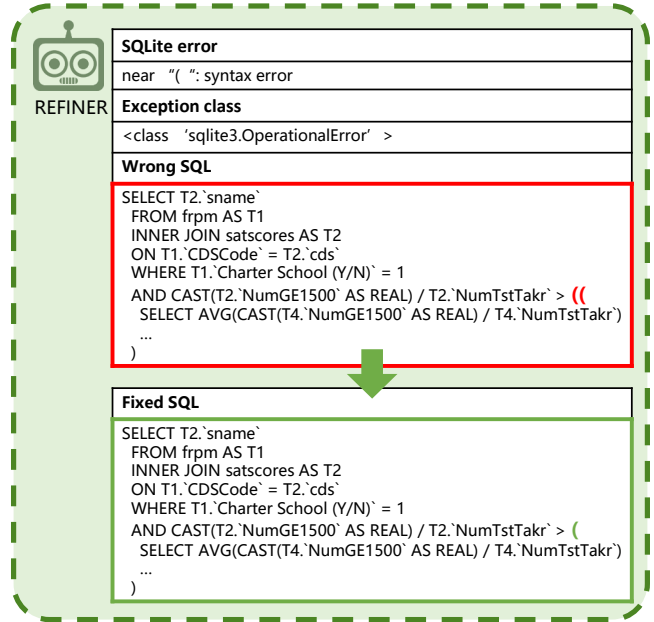 SQLite error
near "( ": syntax error
REFINER
Exception class
<class 'sqlite3.OperationalError' >
Wrong SQL
SELECT T2.`sname`
FROM frpm AS T1
INNER JOIN satscores AS T2
ON T1.`CDSCode` = T2.`cds`
WHERE T1.`Charter School (Y/N)` = 1
AND CAST(T2.`NumGE1500` AS REAL) / T2.`NumTstTakr` > ((
SELECT AVG(CAST(T4.`NumGE1500` AS REAL) / T4.`NumTstTakr`)
...
)
Fixed SQL
SELECT T2.`sname`
FROM frpm AS T1
INNER JOIN satscores AS T2
ON T1.`CDSCode` = T2.`cds`
WHERE T1.`Charter School (Y/N)` = 1
AND CAST(T2.`NumGE1500` AS REAL) / T2.`NumTstTakr` > (
SELECT AVG(CAST(T4.`NumGE1500` AS REAL) / T4.`NumTstTakr`)
...
)